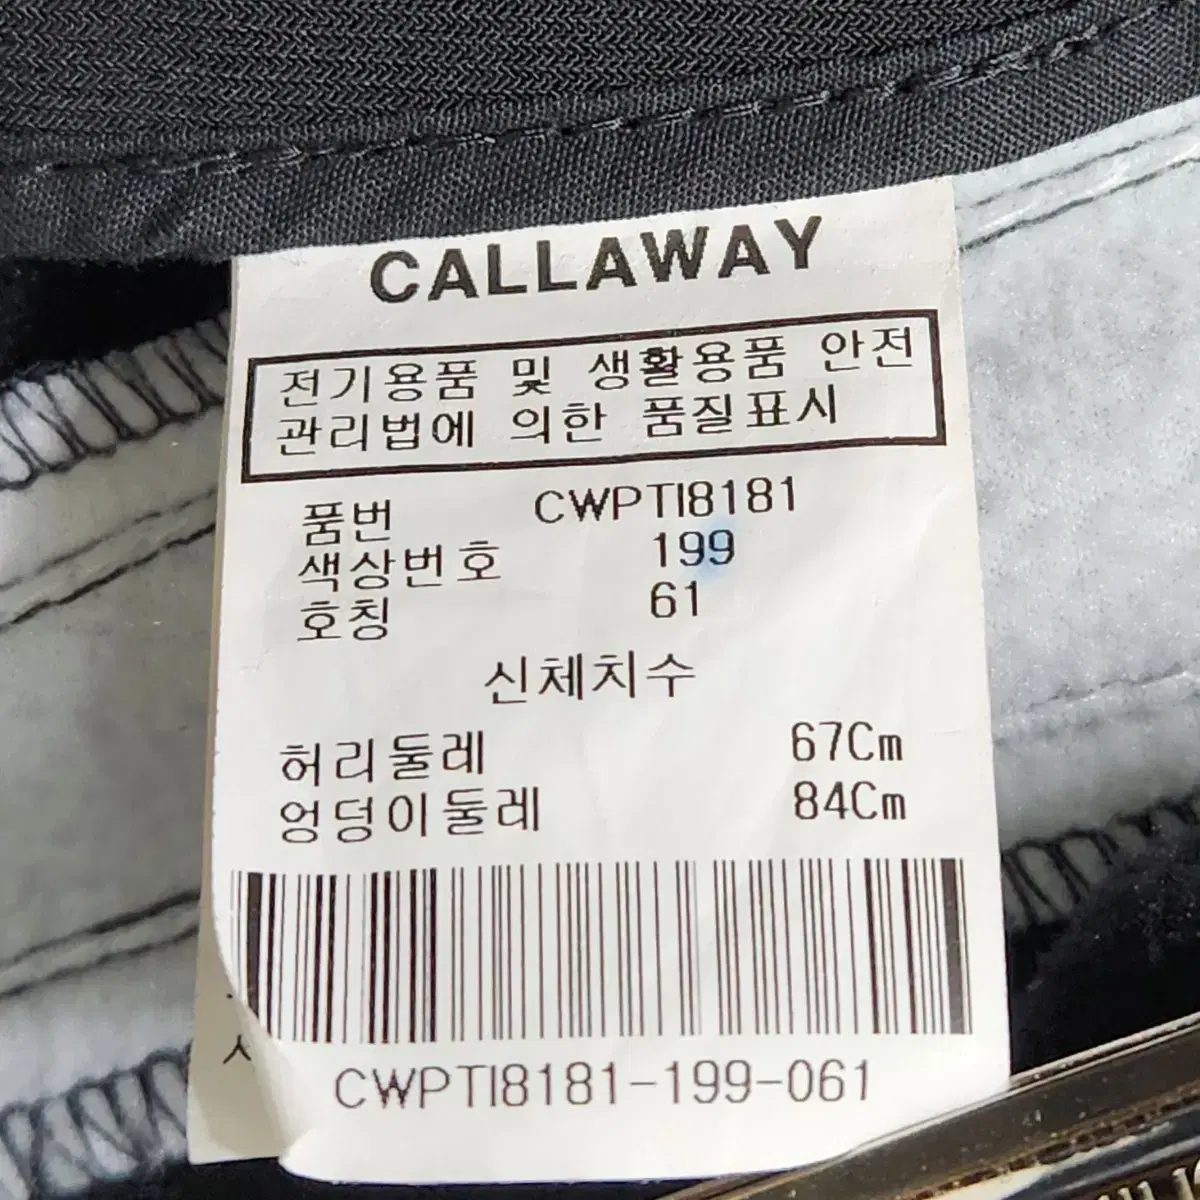 CALLAWAY
전기용품 및 생활용품 안전
관리법에 의한 품질표시
품번 CWPTI8181
색상번호 199
호칭 61
신체치수
허리둘레 67Cm
엉덩이둘레 84Cm
CWPTI8181-199-061